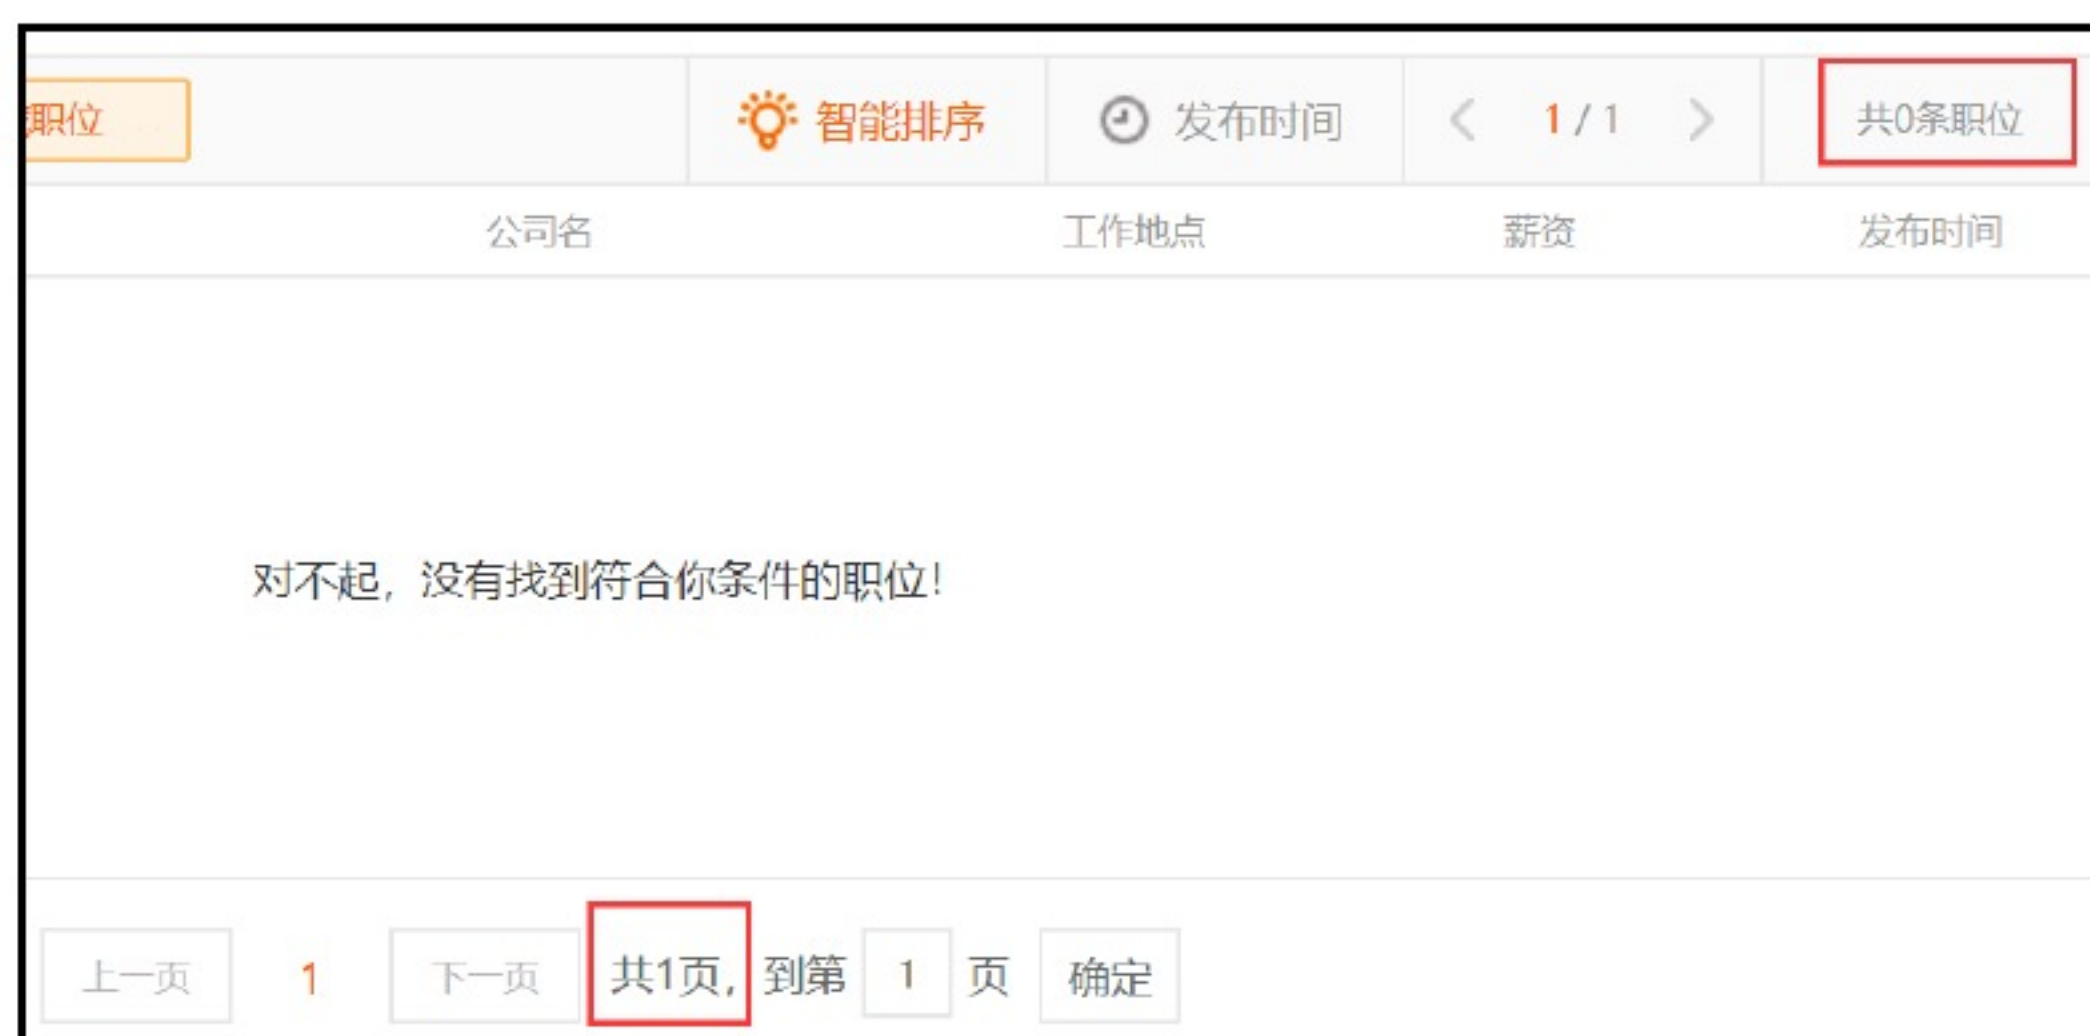 职位 智能排序 发布时间 < 1 / 1 > 共0条职位
公司名 工作地点 薪资 发布时间
对不起，没有找到符合你条件的职位！
上一页 1 下一页 共1页，到第 1 页 确定